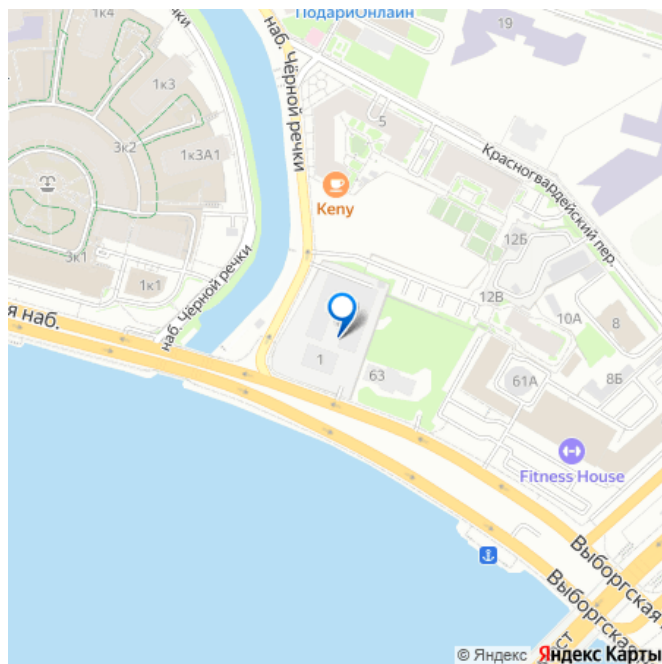 1к4
ПодариОнлайн
19
1к3
наб. Чёрной речки
5
3к2
1к3А1
Красногвардейский пер.
Keny
12Б
3к1
1к1
наб. Чёрной речки
12В
я наб.
10А
8
1
63
61А
8Б
Fitness House
Выборгская
Выборгская
ст
© Яндекс Яндекс Карты